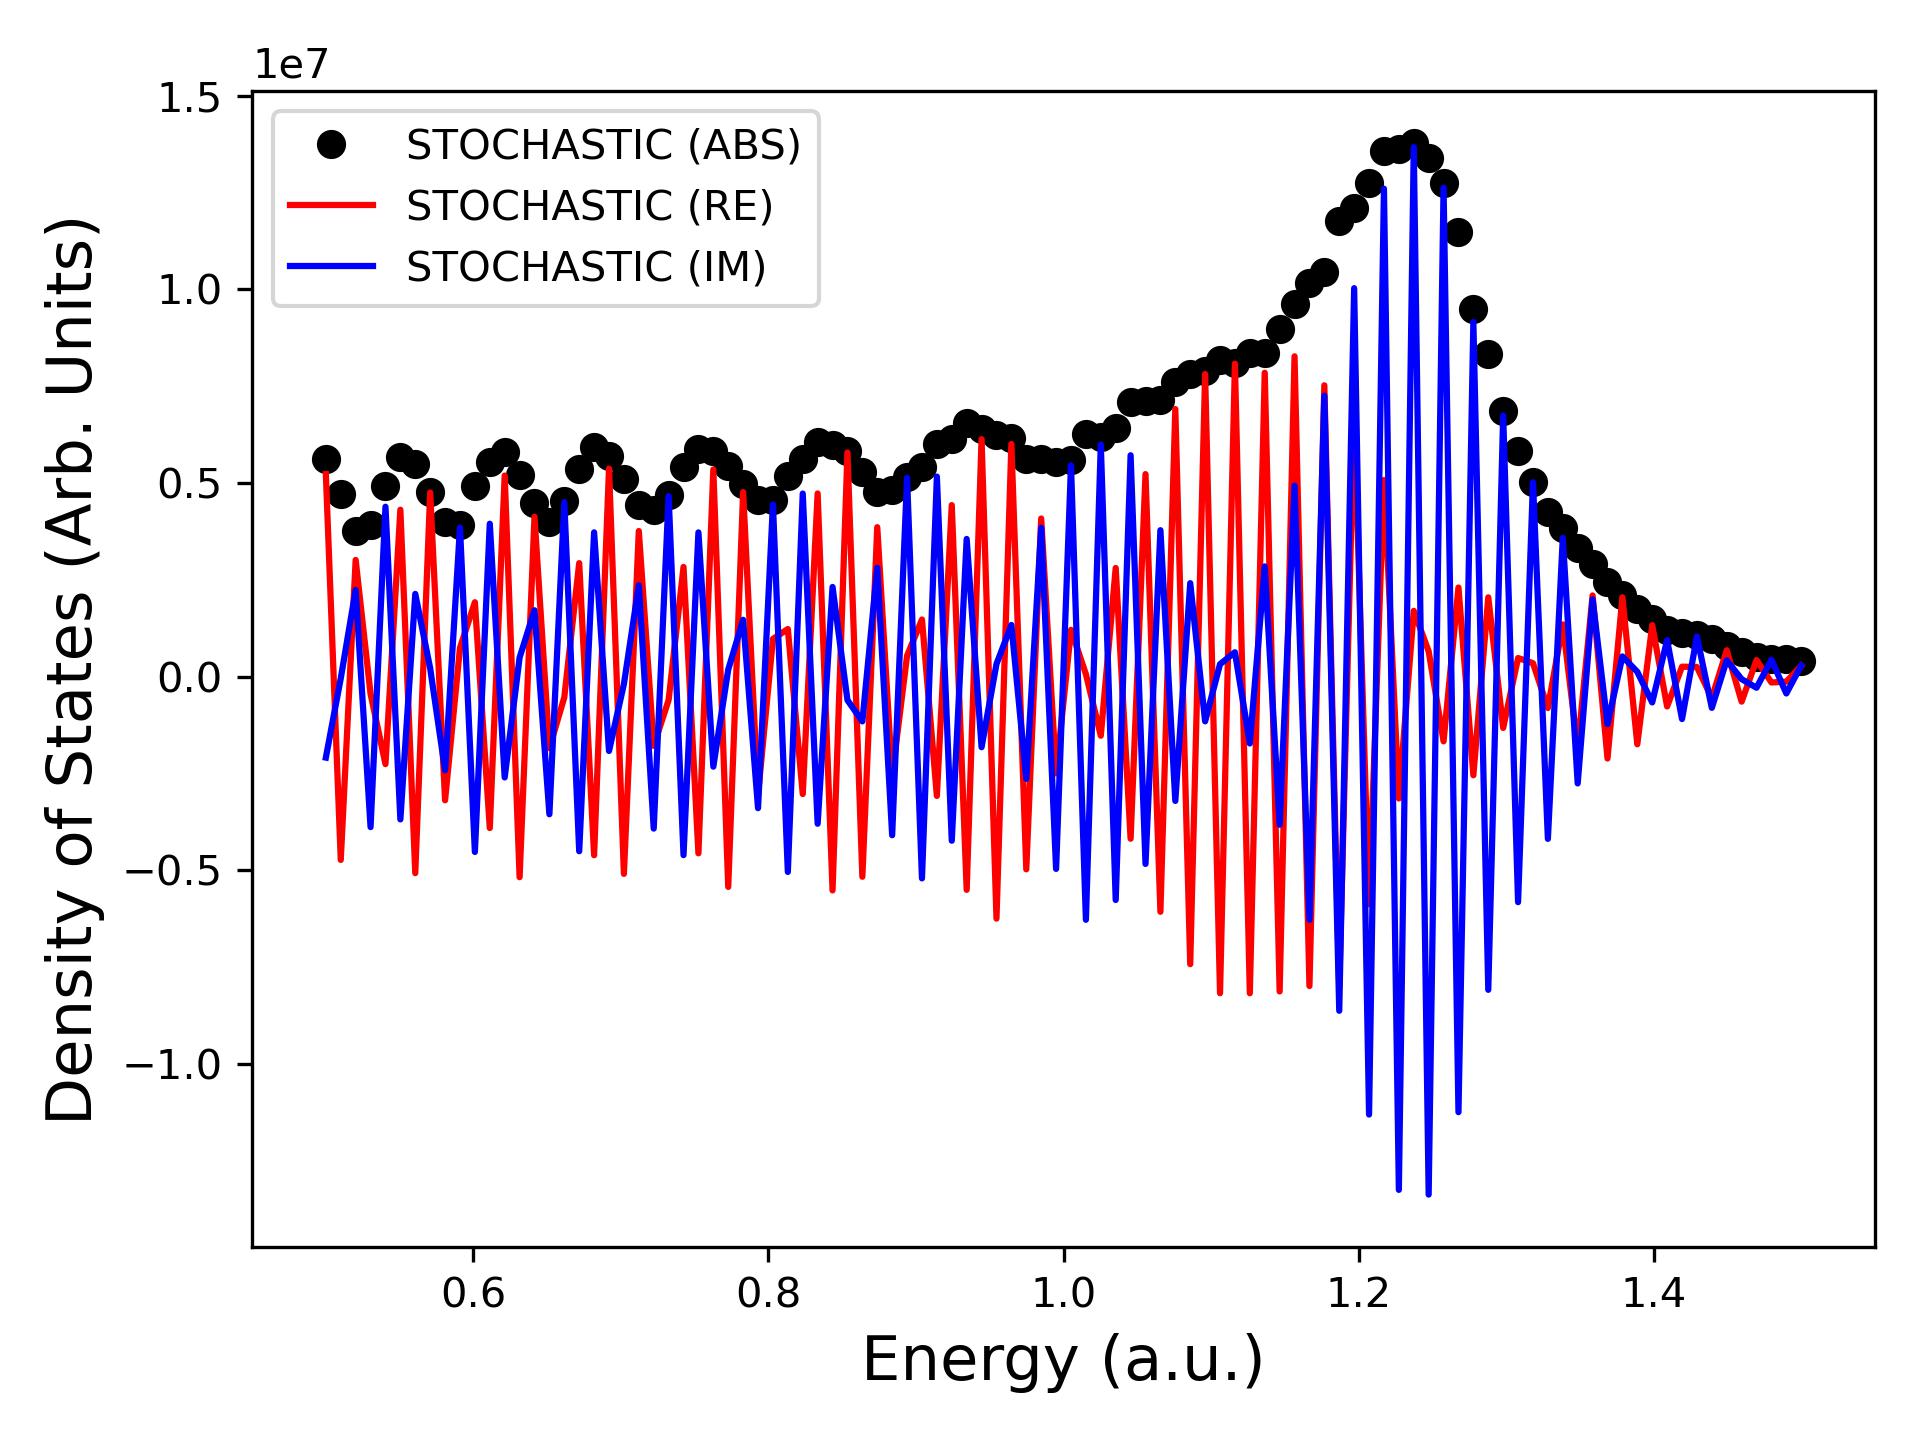 1e7
1.5
1.0
0.5
0.0
−0.5
−1.0
Density of States (Arb. Units)
STOCHASTIC (ABS)
STOCHASTIC (RE)
STOCHASTIC (IM)
0.6 0.8 1.0 1.2 1.4
Energy (a.u.)